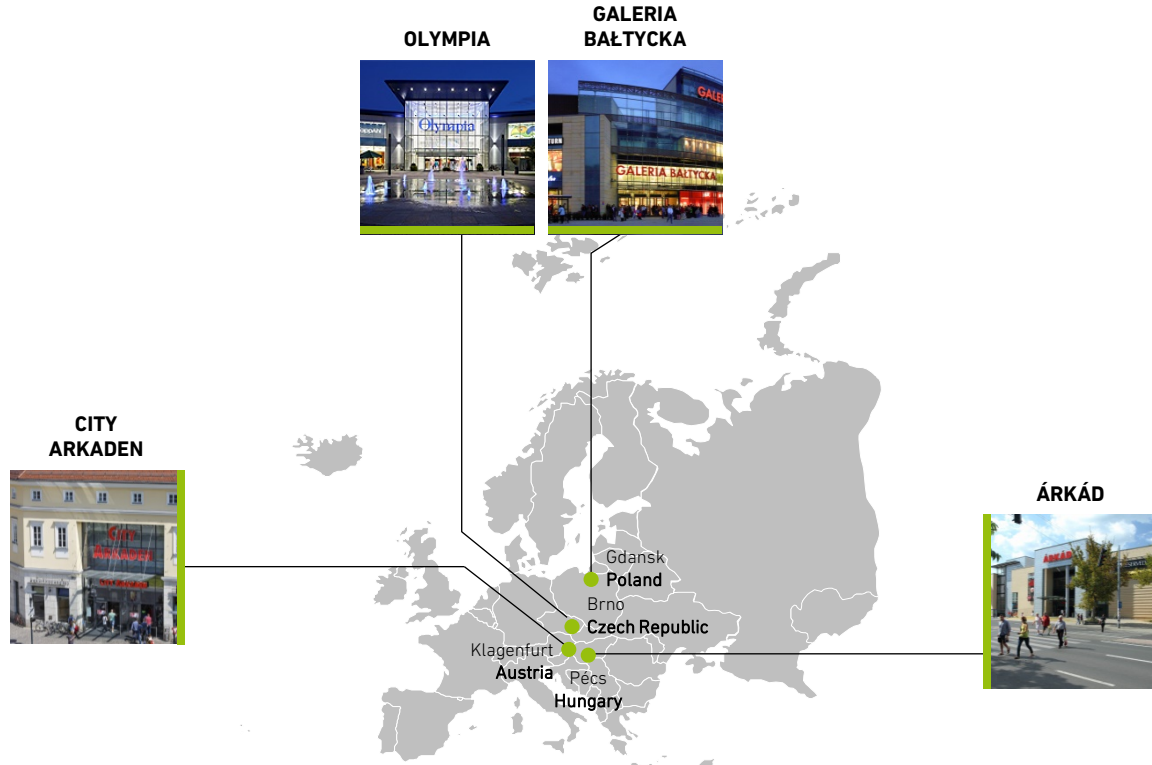 OLYMPIA
GALERIA
BAŁTYCKA
Olympia
GALERIA BAŁTYCKA
CITY
ARKADEN
CITY
ARKADEN
ÁRKÁD
ÁRKÁD
Gdansk
Poland
Brno
Czech Republic
Klagenfurt
Austria
Pécs
Hungary